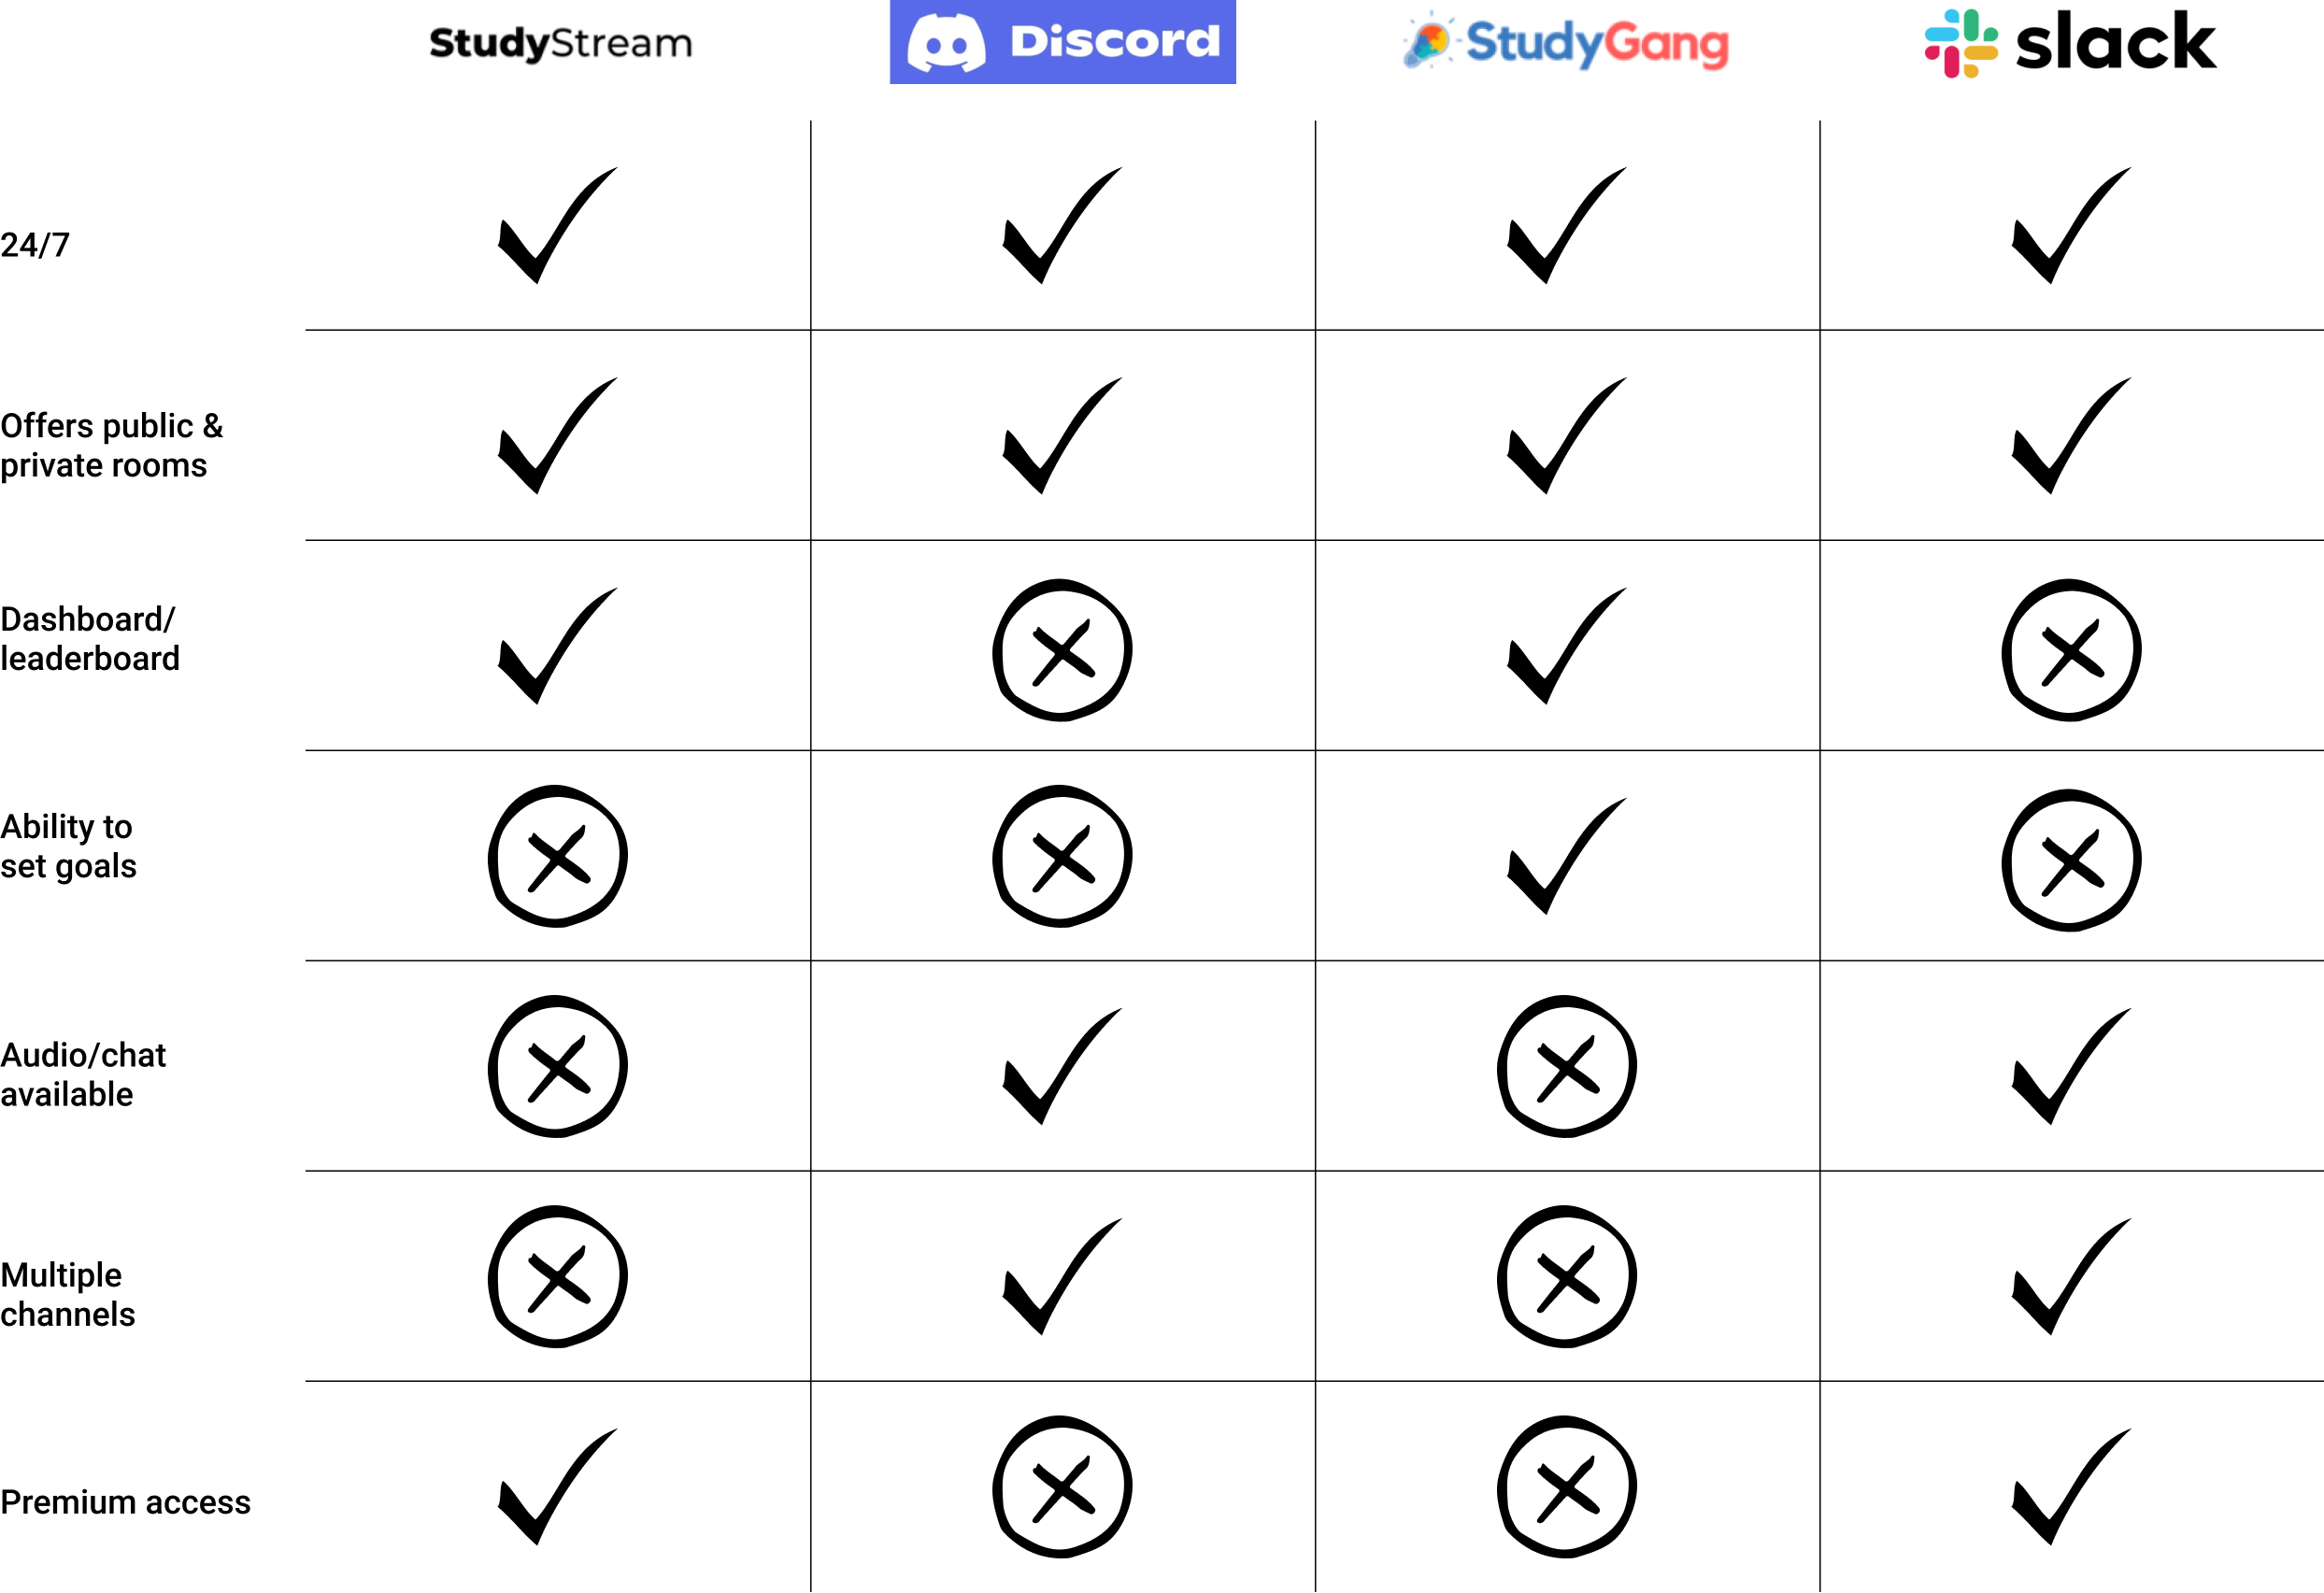 StudyStream
Discord
StudyGang
slack
24/7
Offers public &
private rooms
Dashboard/
leaderboard
Ability to
set goals
Audio/chat
available
Multiple
channels
Premium access